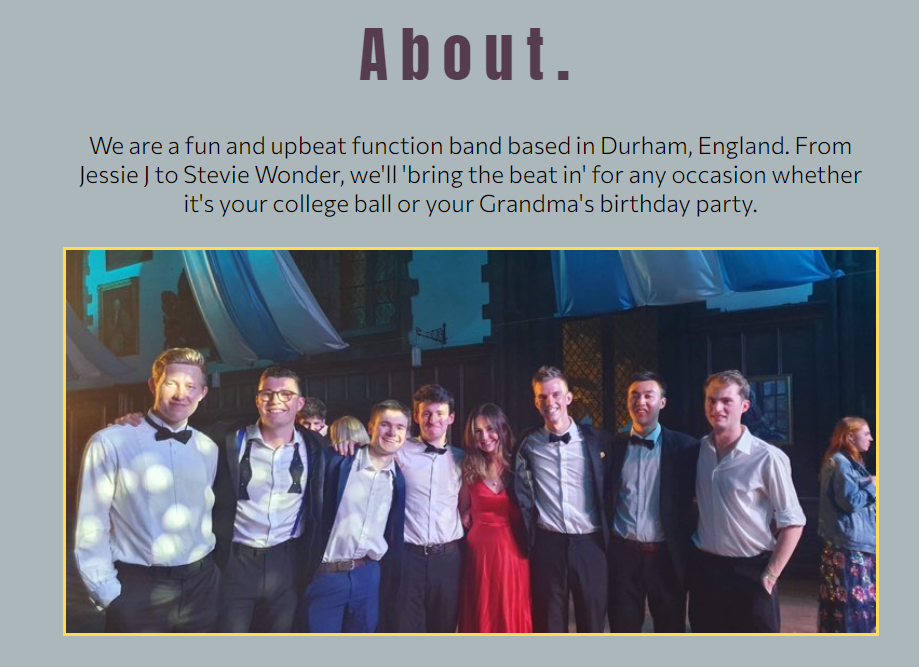 About.
We are a fun and upbeat function band based in Durham, England. From
Jessie J to Stevie Wonder, we'll 'bring the beat in' for any occasion whether
it's your college ball or your Grandma's birthday party.